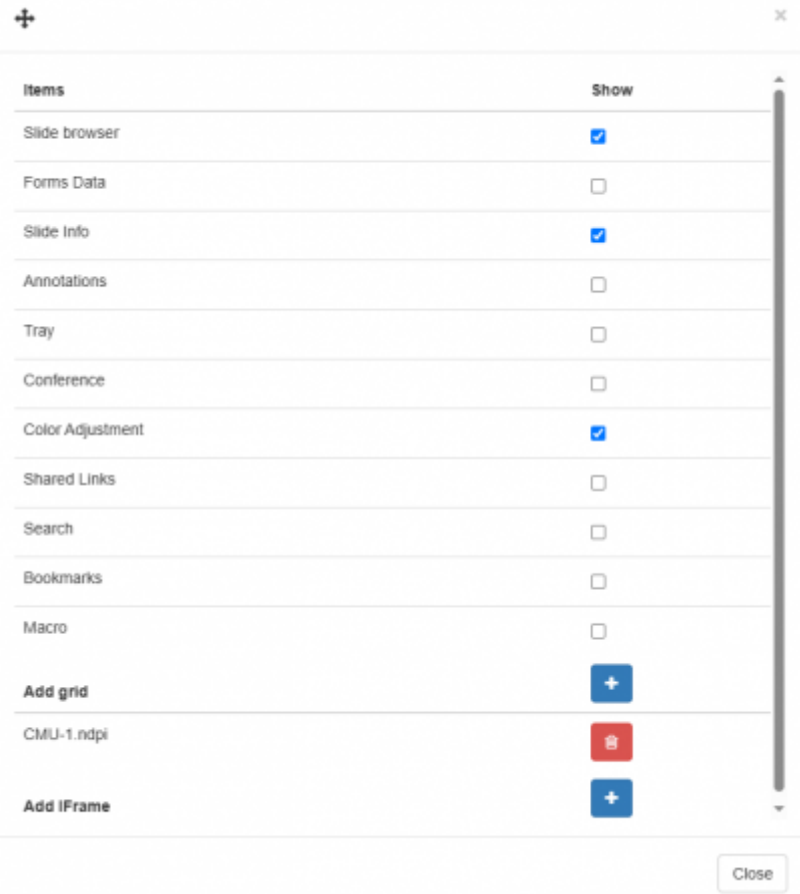 Items Show
Slide browser
Forms Data
Slide Info
Annotations
Tray
Conference
Color Adjustment
Shared Links
Search
Bookmarks
Macro
Add grid
CMU-1.ndpi
Add IFrame
Close